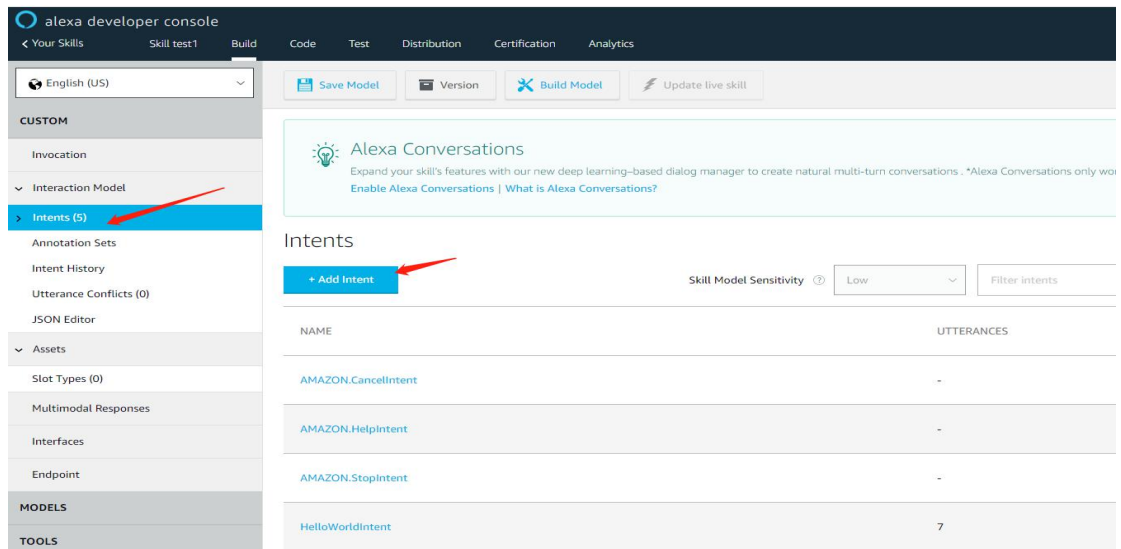 alexa developer console
Your Skills Skill test1 Build Code Test Distribution Certification Analytics
English (US)
Save Model Version Build Model Update live skill
CUSTOM
Invocation
Interaction Model
Intents (5)
Annotation Sets
Intent History
Utterance Conflicts (0)
JSON Editor
Assets
Slot Types (0)
Multimodal Responses
Interfaces
Endpoint
MODELS
TOOLS
Alexa Conversations
Expand your skill's features with our new deep learning–based dialog manager to create natural multi-turn conversations . *Alexa Conversations only
Enable Alexa Conversations | What is Alexa Conversations?
Intents
+ Add Intent Skill Model Sensitivity ? Low Filter intents
NAME UTTERANCES
AMAZON.CancelIntent -
AMAZON.HelpIntent -
AMAZON.StopIntent -
HelloWorldIntent 7